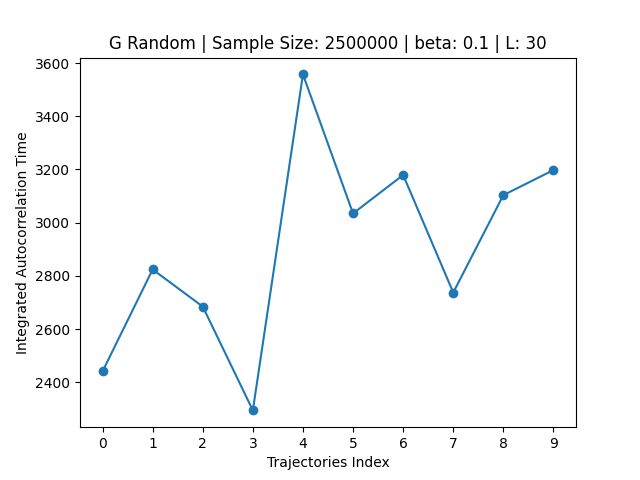 G Random | Sample Size: 2500000 | beta: 0.1 | L: 30
3600
3400
3200
3000
2800
2600
2400
Integrated Autocorrelation Time
0 1 2 3 4 5 6 7 8 9
Trajectories Index